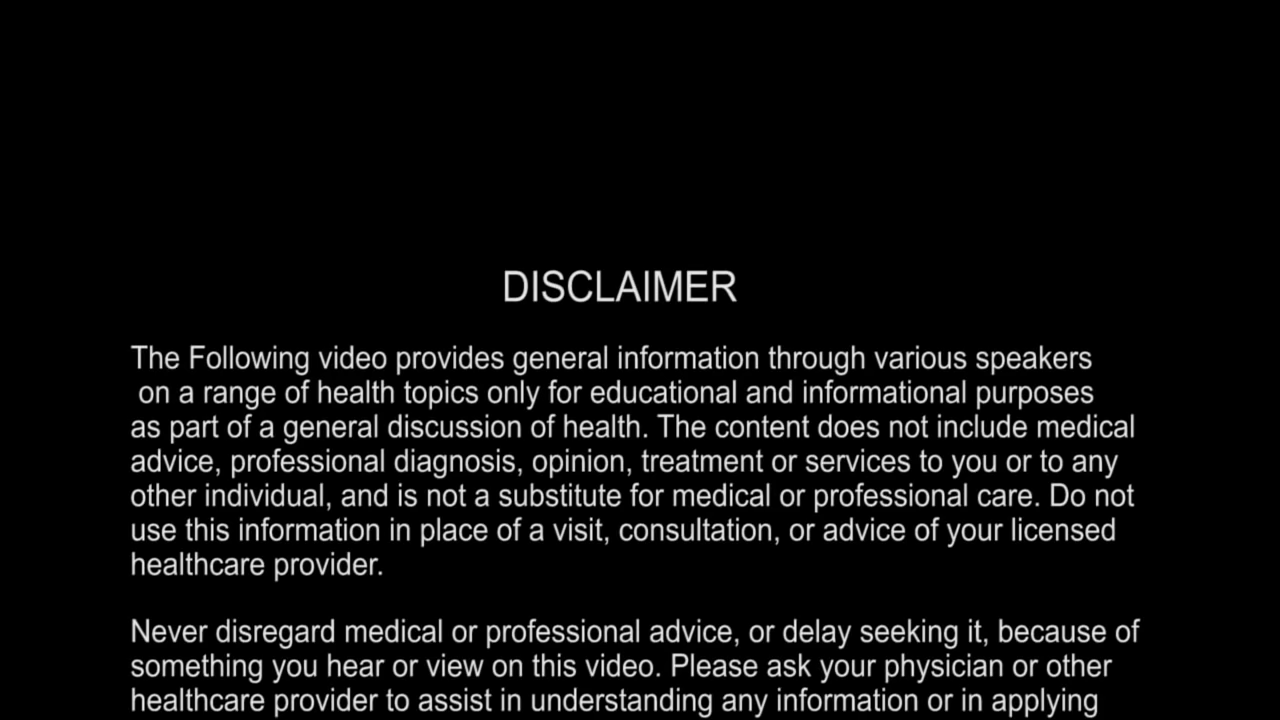 DISCLAIMER
The Following video provides general information through various speakers
on a range of health topics only for educational and informational purposes
as part of a general discussion of health. The content does not include medical
advice, professional diagnosis, opinion, treatment or services to you or to any
other individual, and is not a substitute for medical or professional care. Do not
use this information in place of a visit, consultation, or advice of your licensed
healthcare provider.
Never disregard medical or professional advice, or delay seeking it, because of
something you hear or view on this video. Please ask your physician or other
healthcare provider to assist in understanding any information or in applying